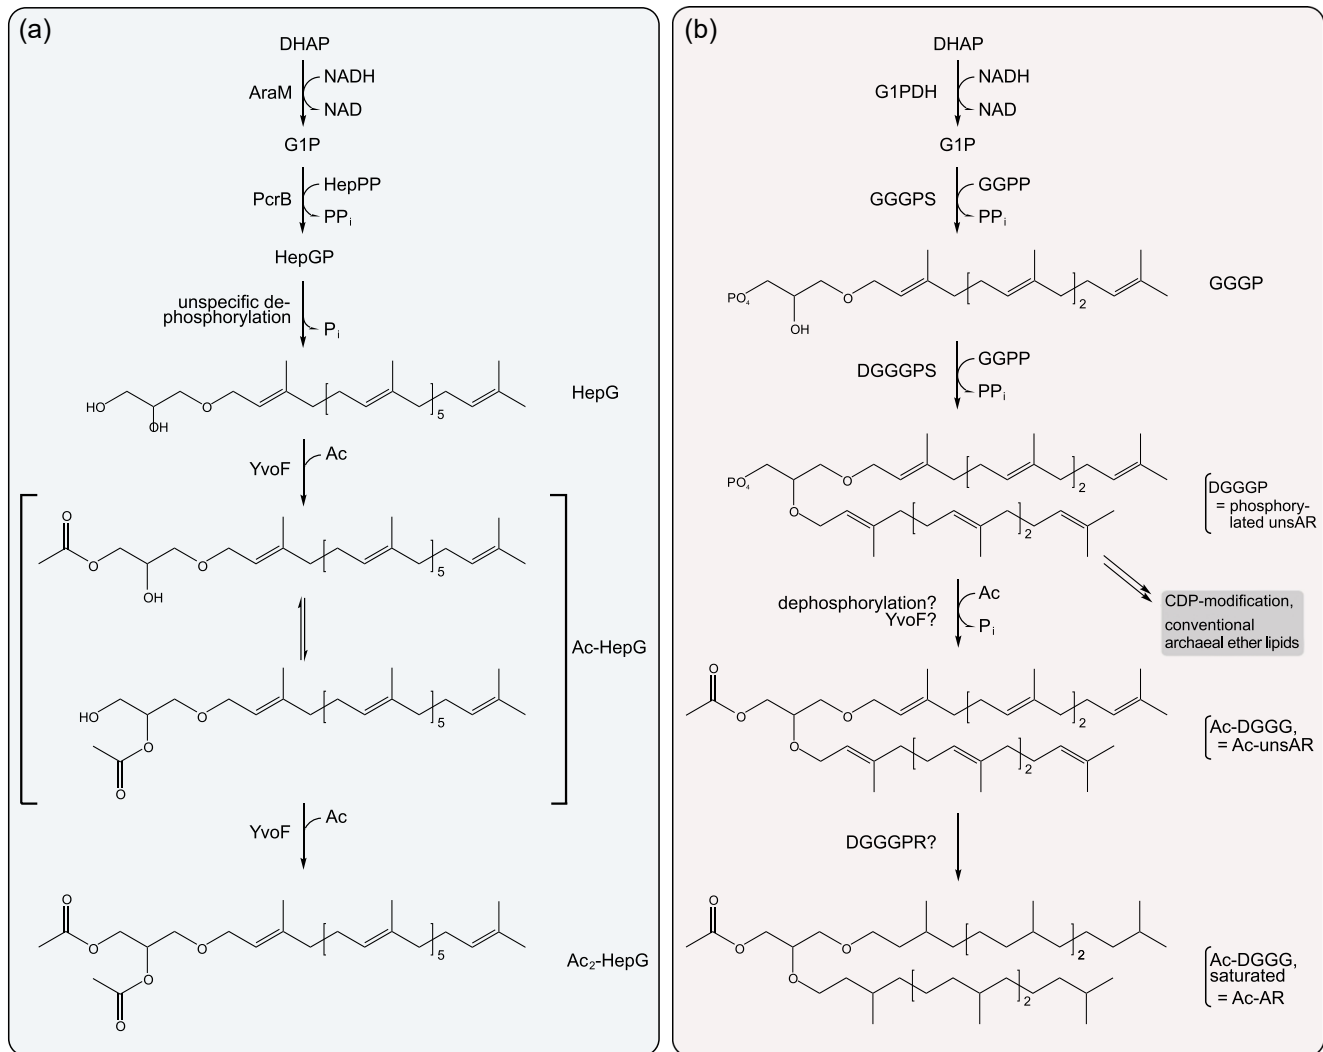 (a)
DHAP
AraM
NADH
NAD
G1P
PcrB
HepPP
PPi
HepGP
unspecific de-
phosphorylation
Pi
HO
OH
O
5
HepG
YvoF
Ac
O
O
OH
O
5
HO
O
O
O
5
Ac-HepG
YvoF
Ac
O
O
O
O
O
5
Ac2-HepG
(b)
DHAP
G1PDH
NADH
NAD
G1P
GGGPS
GGPP
PPi
PO4
OH
O
2
GGGP
DGGGPS
GGPP
PPi
PO4
O
2
O
2
DGGGP
= phosphory-
lated unsAR
CDP-modification,
conventional
archaeal ether lipids
dephosphorylation?
YvoF?
Ac
Pi
O
O
O
2
O
2
Ac-DGGG,
= Ac-unsAR
DGGGPR?
O
O
O
2
O
2
Ac-DGGG,
saturated
= Ac-AR